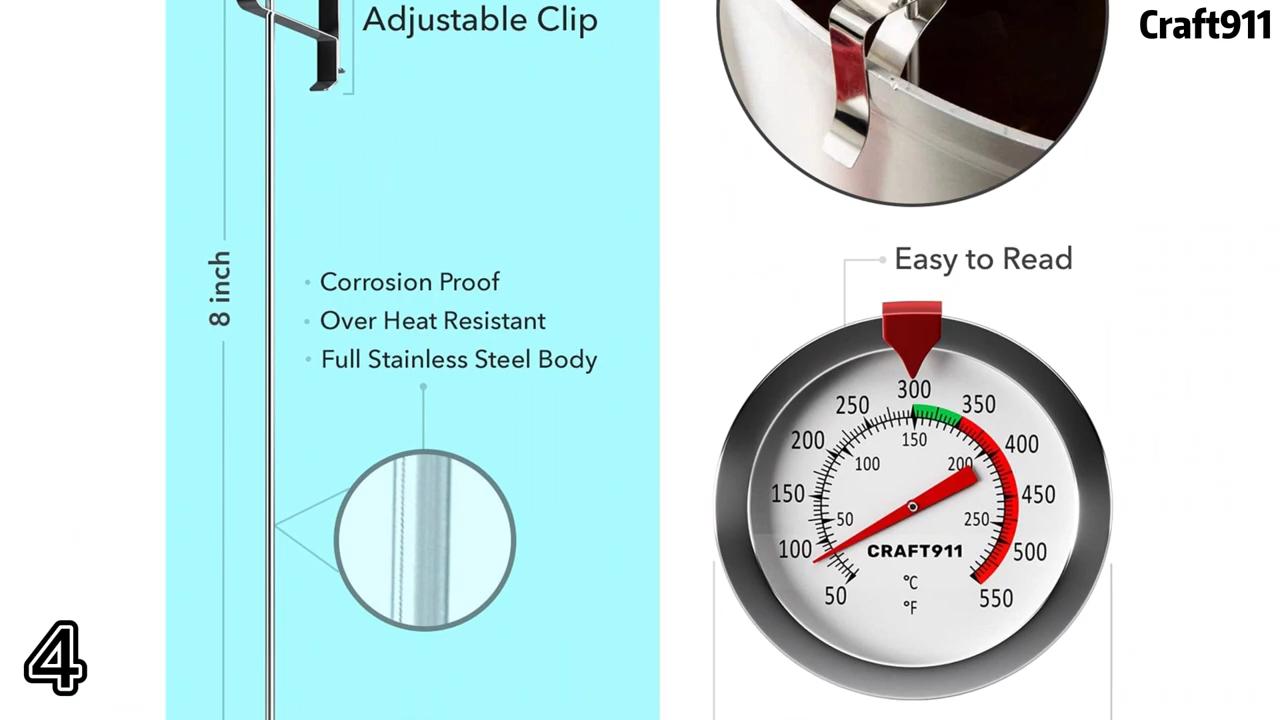 Adjustable Clip
Craft911
8 inch
Corrosion Proof
Over Heat Resistant
Full Stainless Steel Body
Easy to Read
300
250
350
200
150
400
100
200
150
450
50
250
100
CRAFT911
500
°C
50
°F
550
4